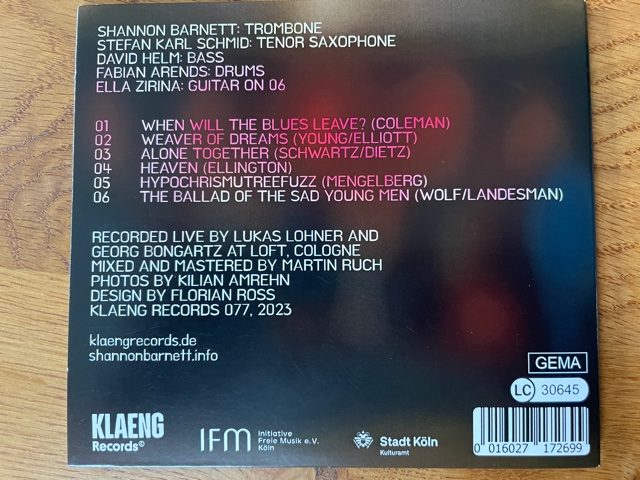 SHANNON BARNETT: TROMBONE
STEFAN KARL SCHMID: TENOR SAXOPHONE
DAVID HELM: BASS
FABIAN ARENDS: DRUMS
ELLA ZIRINA: GUITAR ON 06
01 WHEN WILL THE BLUES LEAVE? (COLEMAN)
02 WEAVER OF DREAMS (YOUNG/ELLIOTT)
03 ALONE TOGETHER (SCHWARTZ/DIETZ)
04 HEAVEN (ELLINGTON)
05 HYPOCHRISMUTREEFUZZ (MENGELBERG)
06 THE BALLAD OF THE SAD YOUNG MEN (WOLF/LANDESMAN)
RECORDED LIVE BY LUKAS LOHNER AND
GEORG BONGARTZ AT LOFT, COLOGNE
MIXED AND MASTERED BY MARTIN RUCH
PHOTOS BY KILIAN AMREHN
DESIGN BY FLORIAN ROSS
KLAENG RECORDS 077, 2023
klaengrecords.de
shannonbarnett.info
GEMA
LC 30645
KLAENG
Records©
IFM
Initiative
Freie Musik e.V.
Köln
Stadt Köln
Kulturamt
0 016027 172699